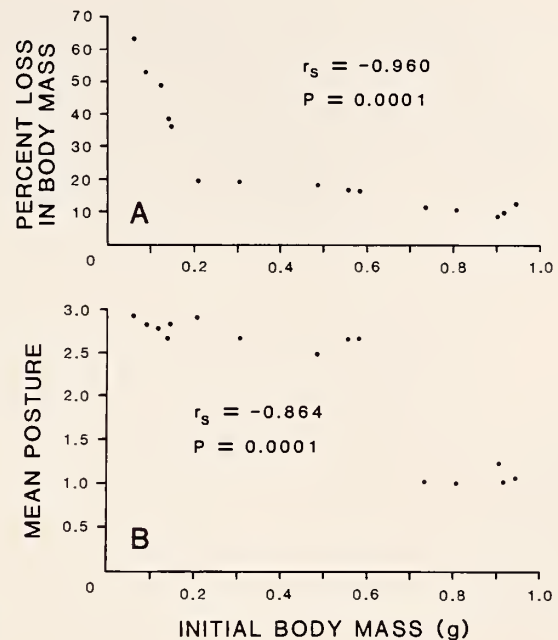 70
60
50
40
30
20
10
0
PERCENT LOSS
IN BODY MASS
r_s = -0.960
P = 0.0001
A
0.2 0.4 0.6 0.8 1.0
3.0
2.5
2.0
1.5
1.0
0.5
0
MEAN POSTURE
r_s = -0.864
P = 0.0001
B
0.2 0.4 0.6 0.8 1.0
INITIAL BODY MASS (g)